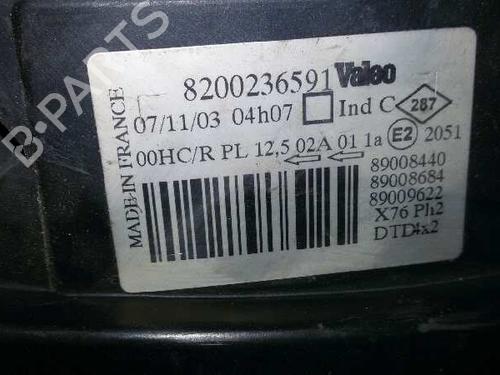 B-PARTS
8200236591 Valeo
07/11/03 04h07 Ind C 287
00HC/R PL 12,5 02A 01 1a E2 2051
MADE IN FRANCE
89008440
89008684
89009622
X76 Ph2
DTD4x2